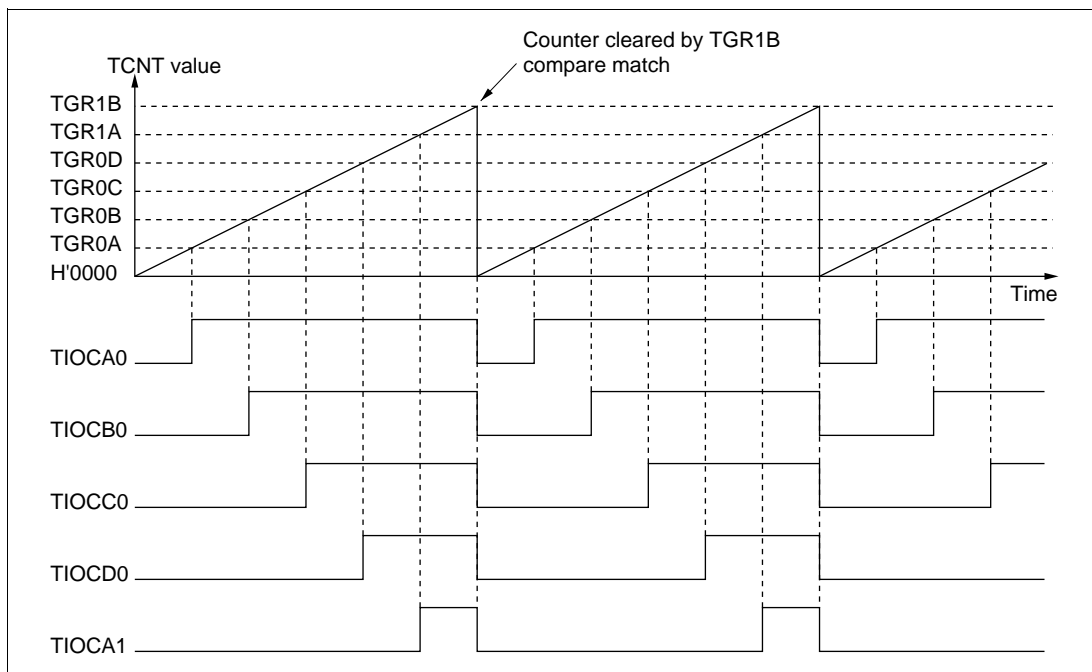 Counter cleared by TGR1B
compare match
TCNT value
TGR1B
TGR1A
TGR0D
TGR0C
TGR0B
TGR0A
H'0000
Time
TIOCA0
TIOCB0
TIOCC0
TIOCD0
TIOCA1